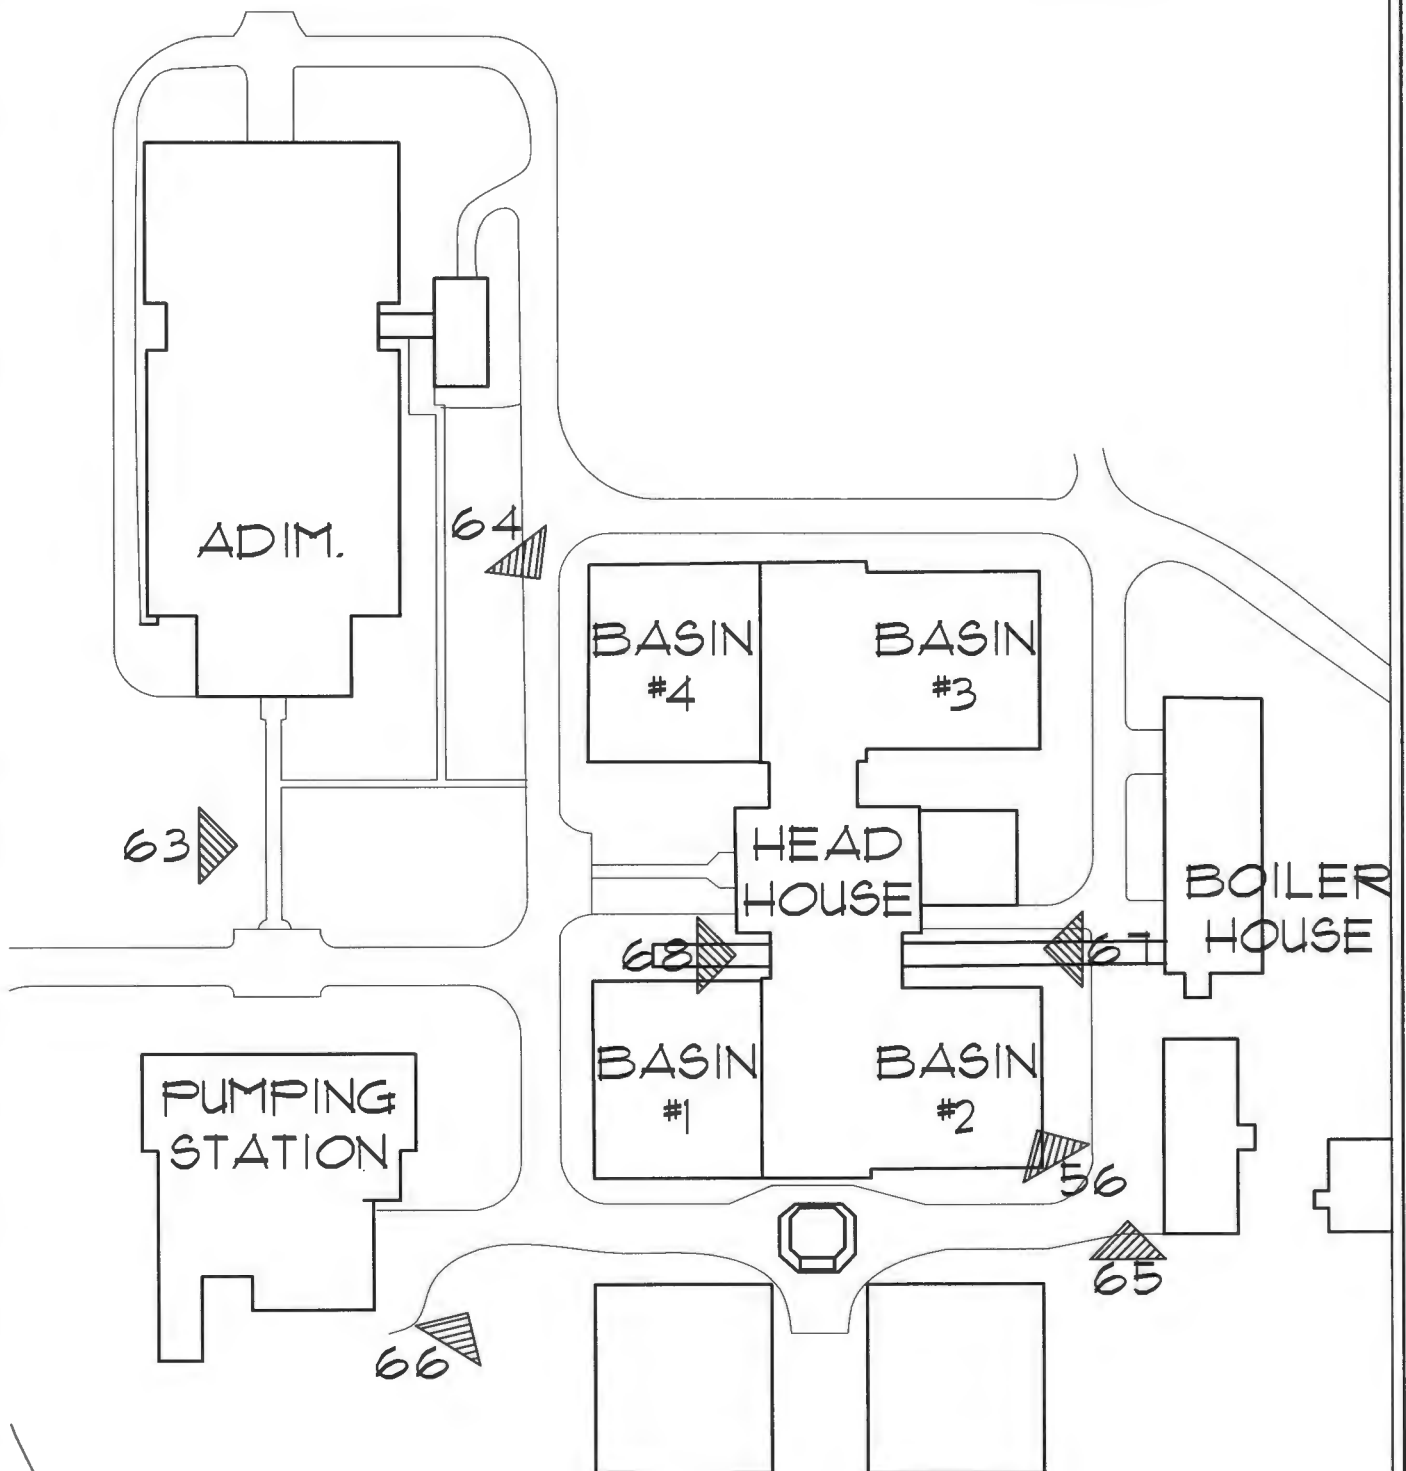 64
ADIM.
BASIN
#4
BASIN
#3
63
HEAD
HOUSE
BOILER
HOUSE
68
67
PUMPING
STATION
BASIN
#1
BASIN
#2
56
65
66